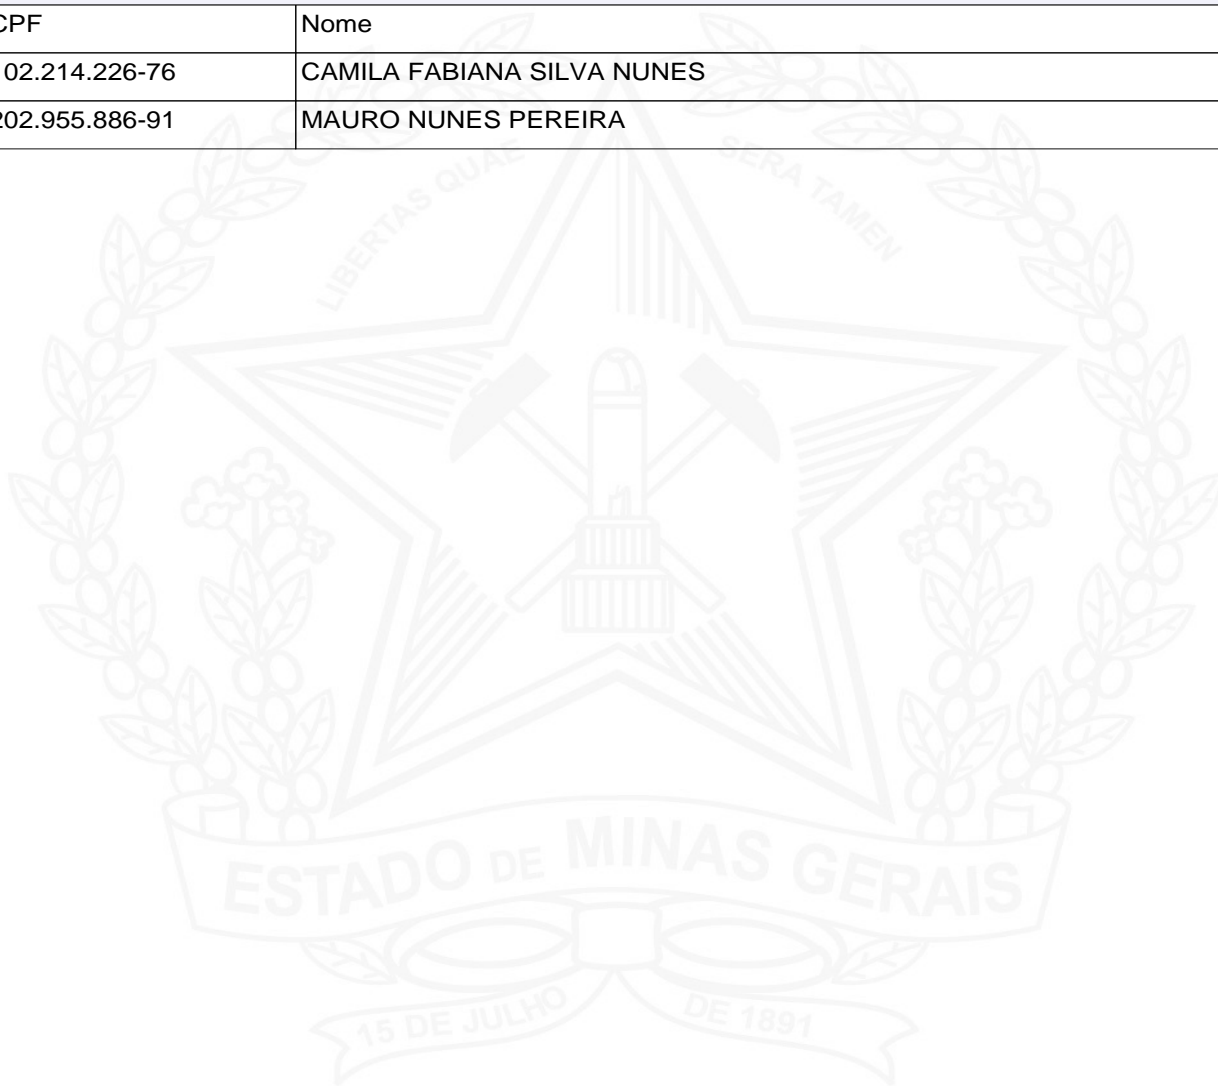 CPF Nome
02.214.226-76 CAMILA FABIANA SILVA NUNES
202.955.886-91 MAURO NUNES PEREIRA
LIBERTAS QUAE SERA TAMEN
ESTADO DE MINAS GERAIS
15 DE JULHO DE 1891